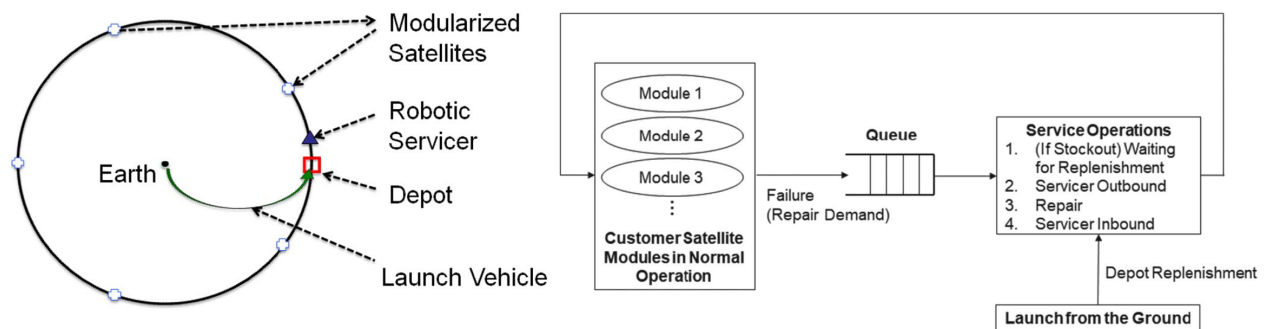 Modularized
Satellites
Robotic
Servicer
Earth
Depot
Launch Vehicle
Module 1
Module 2
Module 3
Customer Satellite
Modules in Normal
Operation
Failure
(Repair Demand)
Queue
Service Operations
1. (If Stockout) Waiting
for Replenishment
2. Servicer Outbound
3. Repair
4. Servicer Inbound
Depot Replenishment
Launch from the Ground